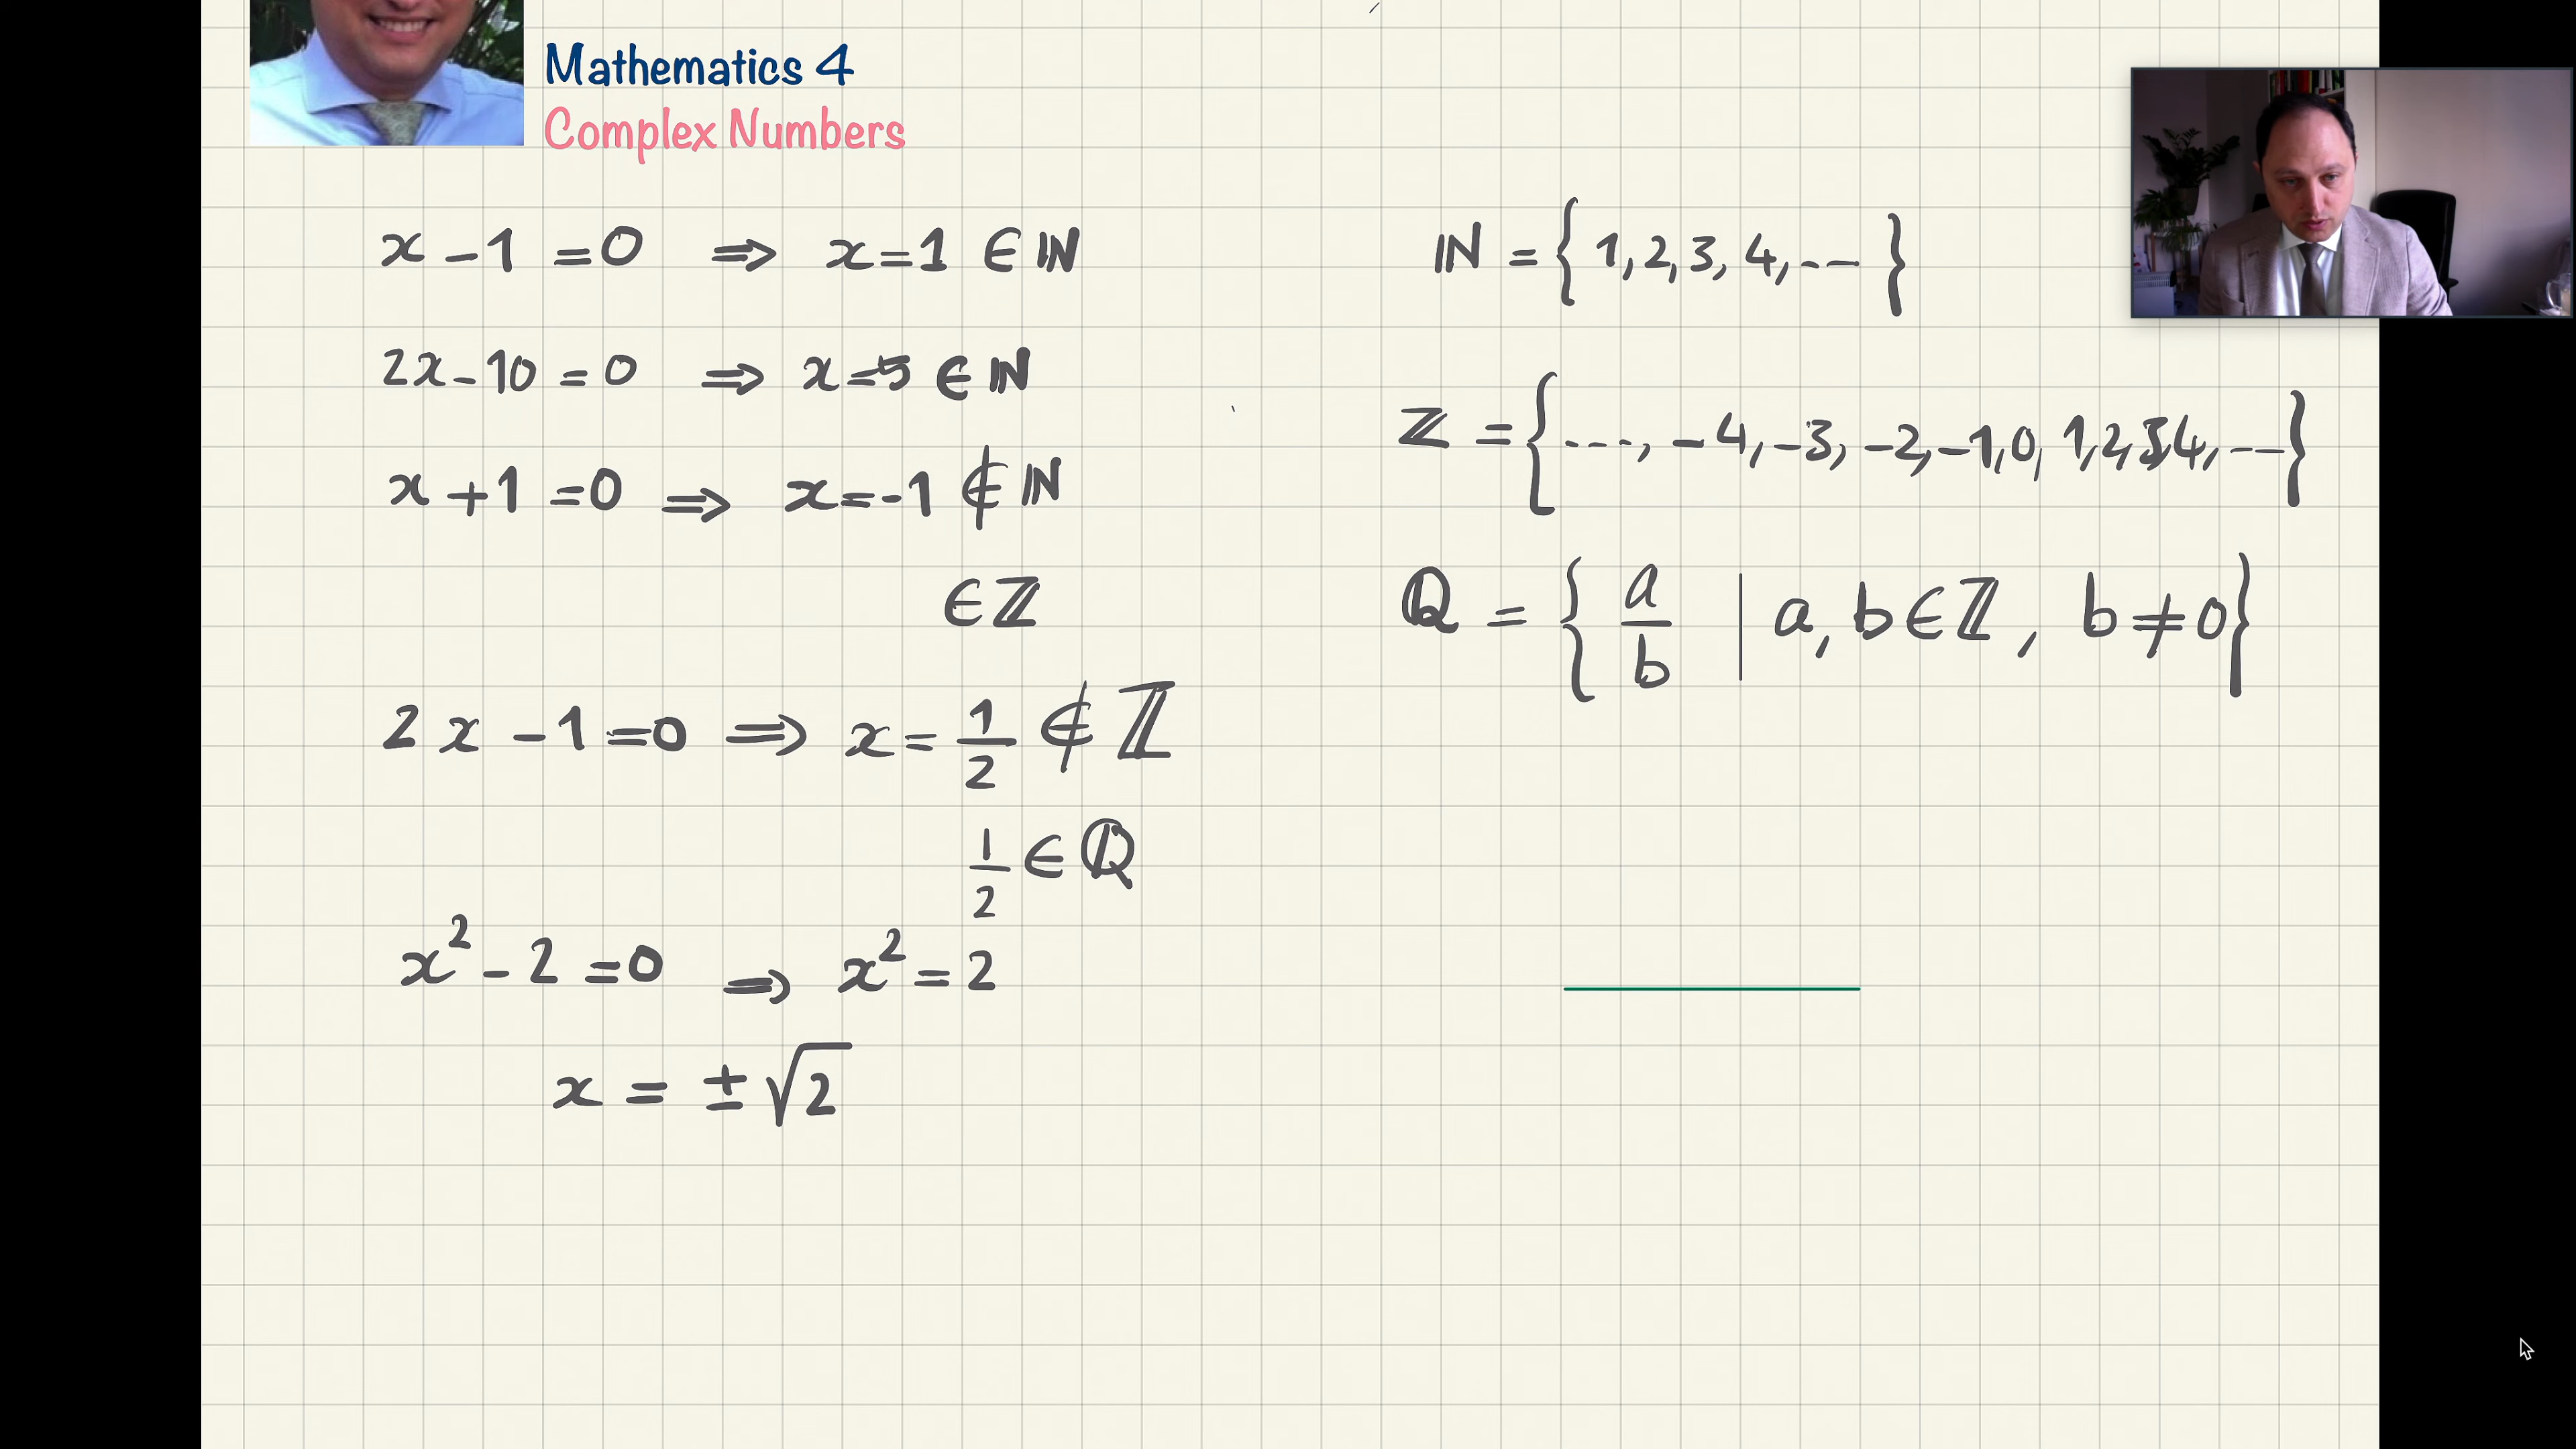 Mathematics 4
Complex Numbers
x - 1 = 0 ⇒ x = 1 ∈ ℕ
2x - 10 = 0 ⇒ x = 5 ∈ ℕ
x + 1 = 0 ⇒ x = -1 ∉ ℕ
∈ ℤ
2x - 1 = 0 ⇒ x = 1/2 ∉ ℤ
1/2 ∈ ℚ
x² - 2 = 0 ⇒ x² = 2
x = ± √2
ℕ = { 1, 2, 3, 4, -- }
ℤ = { ---, -4, -3, -2, -1, 0, 1, 2, 3, 4, -- }
ℚ = { a/b | a, b ∈ ℤ, b ≠ 0 }